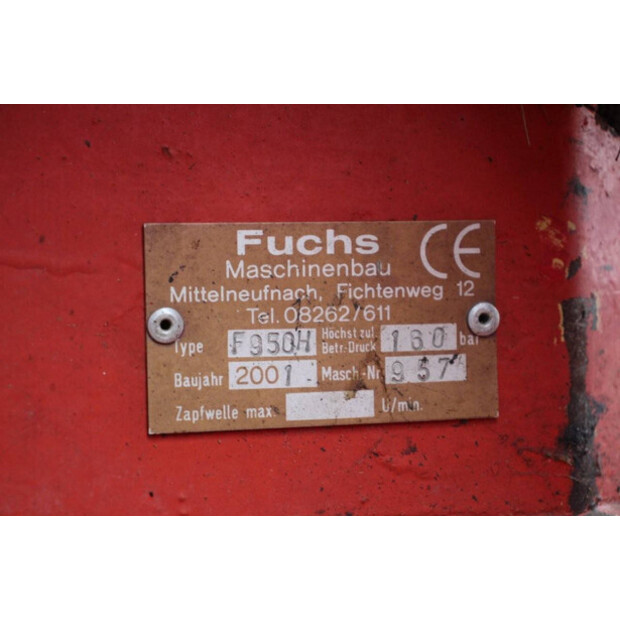 Fuchs CE
Maschinenbau
Mittelneufnach, Fichtenweg 12
Tel. 08262/611
Type F950H Höchst zul. Betr.-Druck 160 bar
Baujahr 2001 Masch-Nr. 957
Zapfwelle max. U/min.